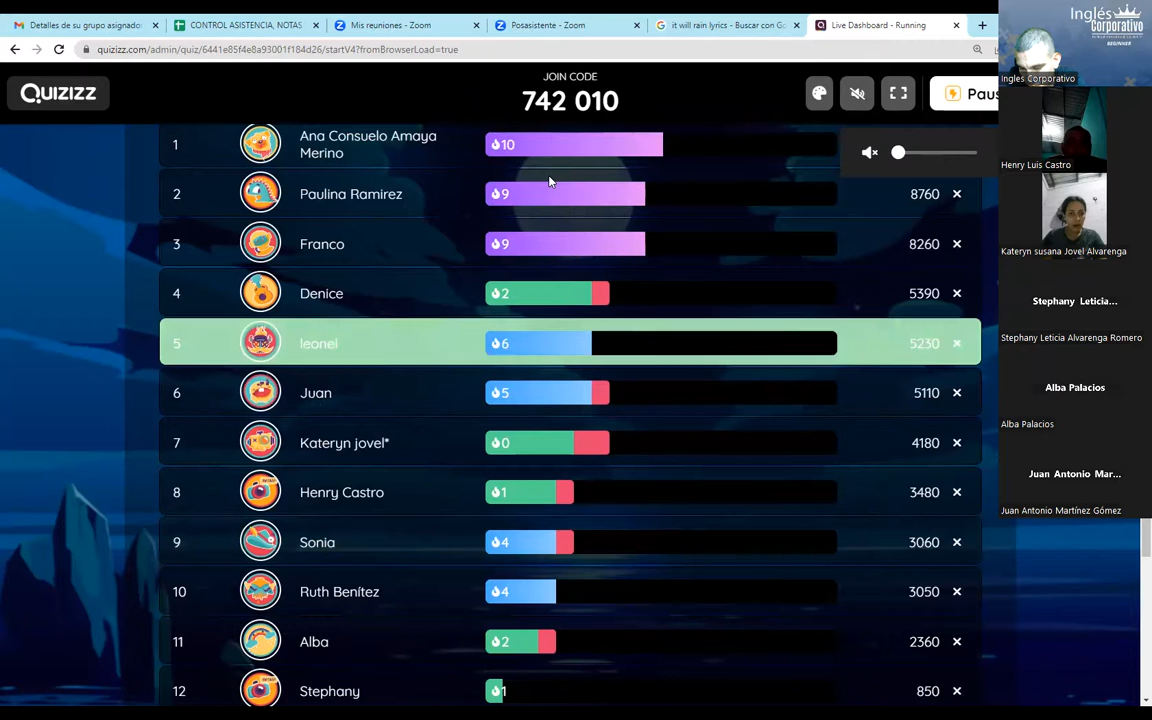 Detalles de su grupo asignado
CONTROL ASISTENCIA, NOTAS
Mis reuniones - Zoom
Posasistente - Zoom
it will rain lyrics - Buscar con Go
Live Dashboard - Running
quizizz.com/admin/quiz/6441e85f4e8a93001f184d26/startV4?fromBrowserLoad=true
Quizizz
JOIN CODE
742 010
Paus
1
Ana Consuelo Amaya
Merino
10
2
Paulina Ramirez
9
8760
3
Franco
9
8260
4
Denice
2
5390
5
leonel
6
5230
6
Juan
5
5110
7
Kateryn jovel*
0
4180
8
Henry Castro
1
3480
9
Sonia
4
3060
10
Ruth Benítez
4
3050
11
Alba
2
2360
12
Stephany
1
850
Inglés
Corporativo
BEGINNER
Ingles Corporativo
Henry Luis Castro
Kateryn susana Jovel Alvarenga
Stephany Leticia...
Stephany Leticia Alvarenga Romero
Alba Palacios
Alba Palacios
Juan Antonio Mar...
Juan Antonio Martínez Gómez